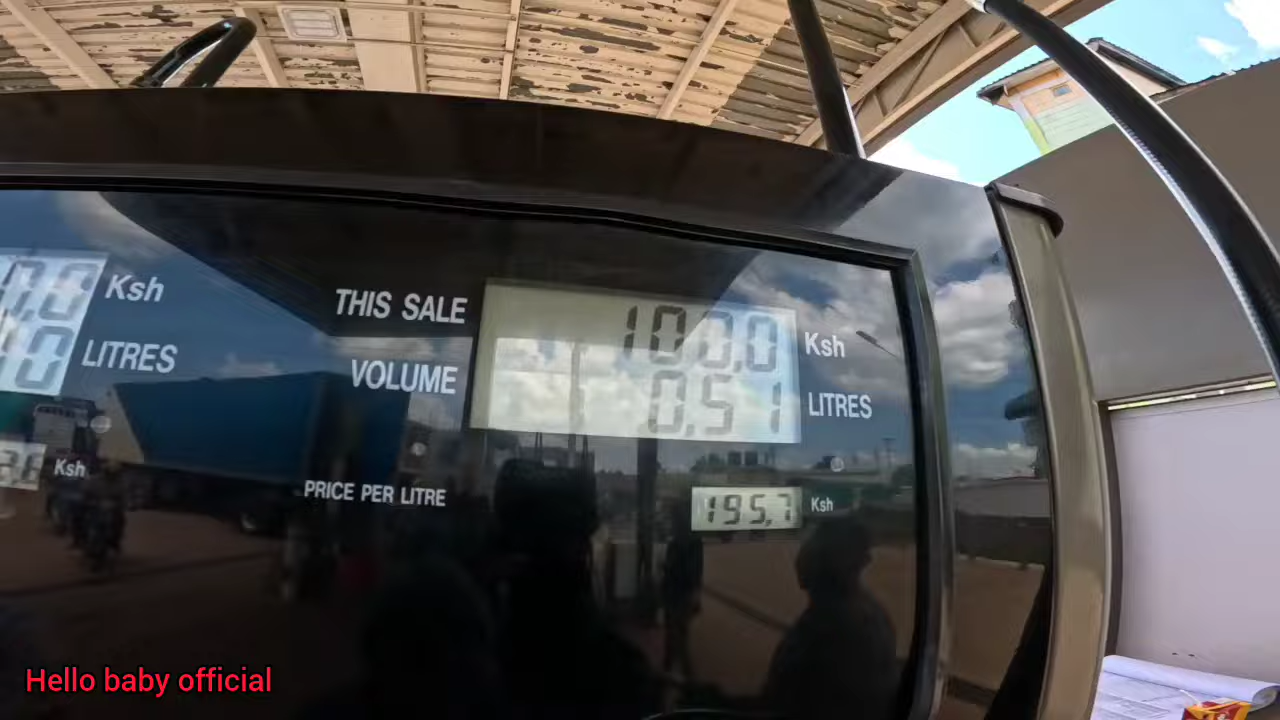 Ksh
LITRES
Ksh
THIS SALE 100,0 Ksh
VOLUME 0,51 LITRES
PRICE PER LITRE 195,7 Ksh
Hello baby official